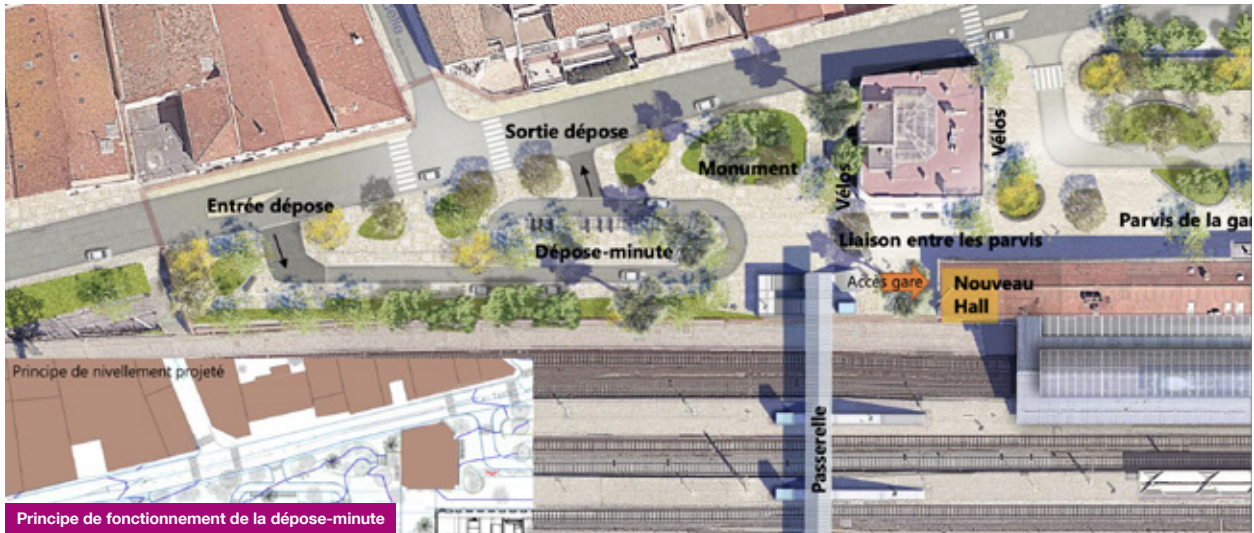 Sortie dépose
Monument
Vélos
Vélos
Entrée dépose
Parvis de la gar
Dépose-minute
Liaison entre les parvis
Accès gare
Nouveau
Hall
Passerelle
Principe de nivellement projeté
Principe de fonctionnement de la dépose-minute